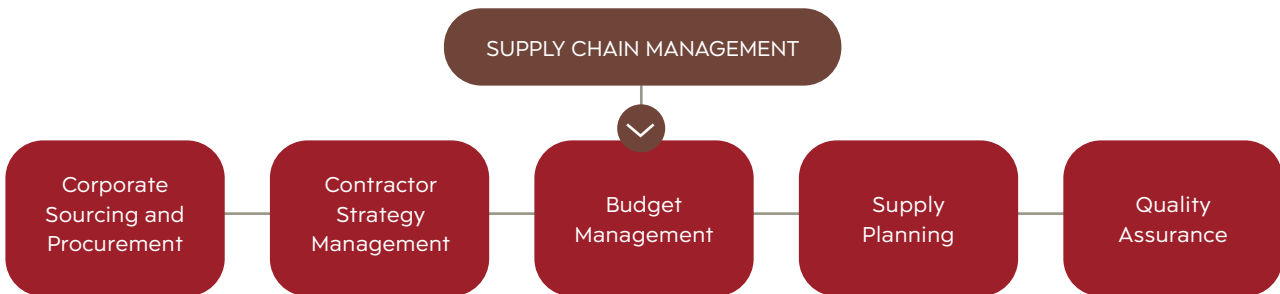 SUPPLY CHAIN MANAGEMENT
Corporate
Sourcing and
Procurement
Contractor
Strategy
Management
Budget
Management
Supply
Planning
Quality
Assurance